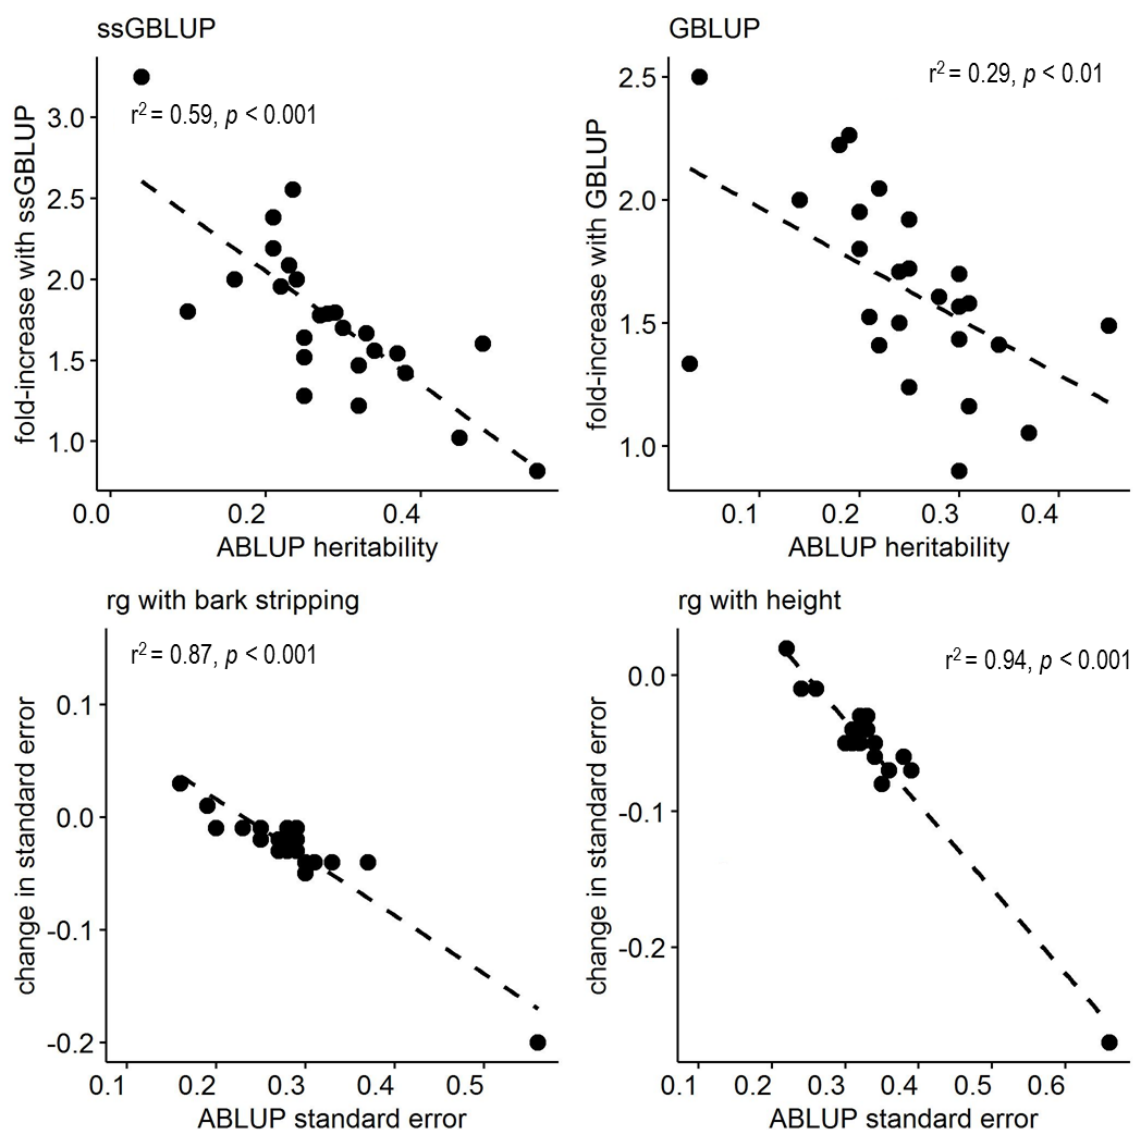 ssGBLUP
r² = 0.59, p < 0.001
fold-increase with ssGBLUP
3.0
2.5
2.0
1.5
1.0
0.0 0.2 0.4
ABLUP heritability
GBLUP
r² = 0.29, p < 0.01
fold-increase with GBLUP
2.5
2.0
1.5
1.0
0.1 0.2 0.3 0.4
ABLUP heritability
rg with bark stripping
r² = 0.87, p < 0.001
change in standard error
0.1
0.0
-0.1
-0.2
0.1 0.2 0.3 0.4 0.5
ABLUP standard error
rg with height
r² = 0.94, p < 0.001
change in standard error
0.0
-0.1
-0.2
0.1 0.2 0.3 0.4 0.5 0.6
ABLUP standard error